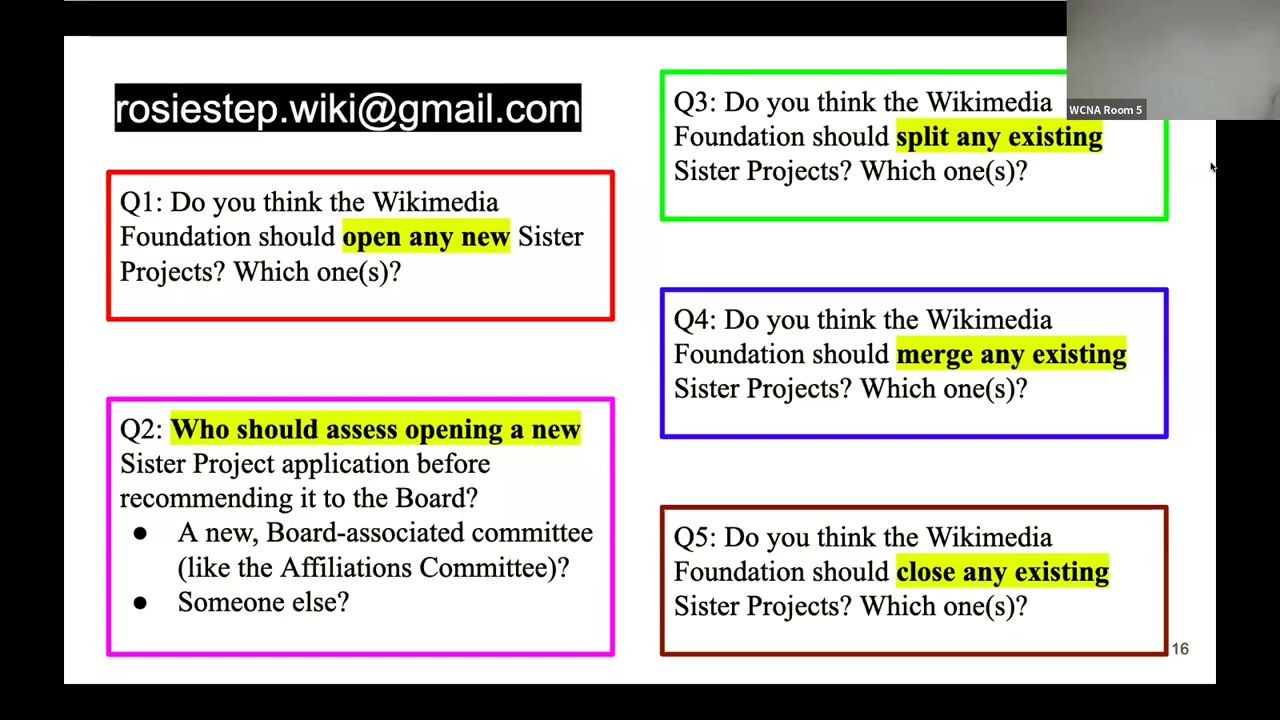 rosiestep.wiki@gmail.com
Q1: Do you think the Wikimedia
Foundation should open any new Sister
Projects? Which one(s)?
Q2: Who should assess opening a new
Sister Project application before
recommending it to the Board?
● A new, Board-associated committee
(like the Affiliations Committee)?
● Someone else?
Q3: Do you think the Wikimedia
Foundation should split any existing
Sister Projects? Which one(s)?
Q4: Do you think the Wikimedia
Foundation should merge any existing
Sister Projects? Which one(s)?
Q5: Do you think the Wikimedia
Foundation should close any existing
Sister Projects? Which one(s)?
16
WCNA Room 5